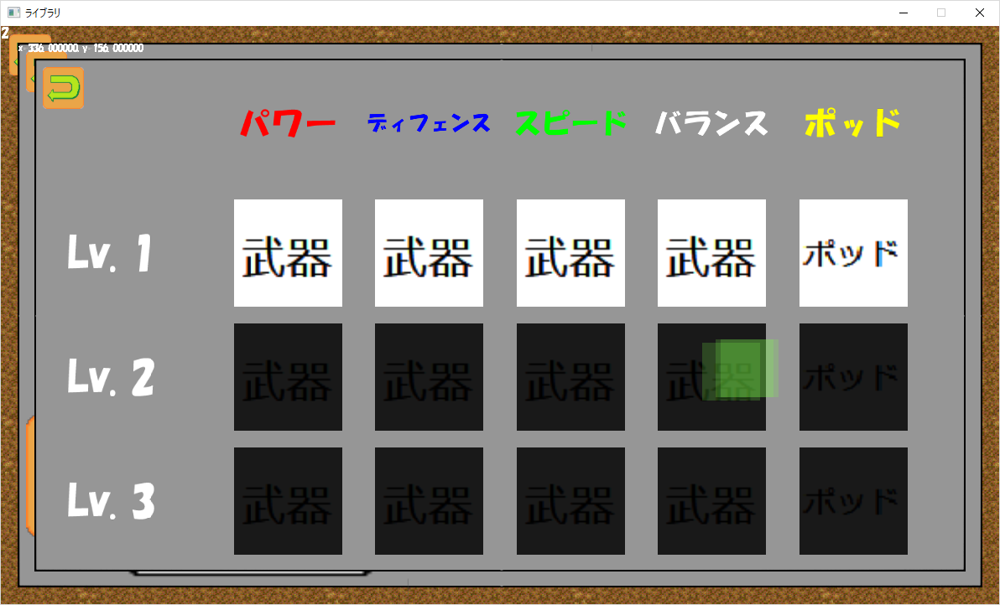 ライブラリ
2
x- 336. 000000. y- 156. 000000
パワー ディフェンス スピード バランス ポッド
Lv. 1 武器 武器 武器 武器 ポッド
Lv. 2 武器 武器 武器 武器 ポッド
Lv. 3 武器 武器 武器 武器 ポッド